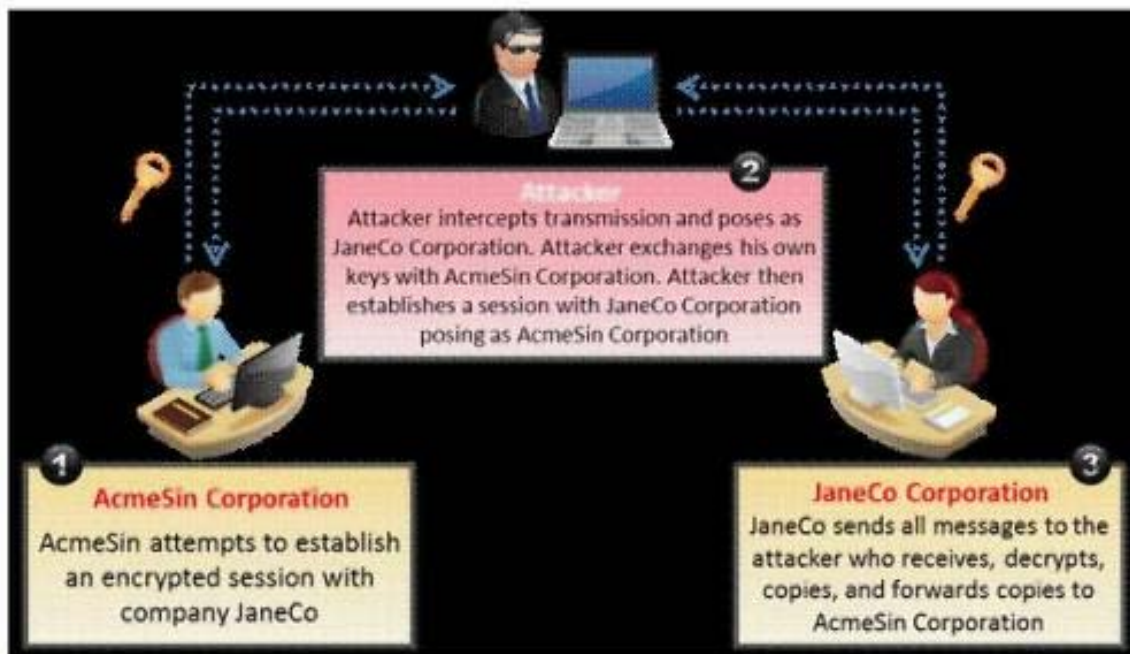 2
Attacker
Attacker intercepts transmission and poses as
JaneCo Corporation. Attacker exchanges his own
keys with AcmeSin Corporation. Attacker then
establishes a session with JaneCo Corporation
posing as AcmeSin Corporation
1
AcmeSin Corporation
AcmeSin attempts to establish
an encrypted session with
company JaneCo
3
JaneCo Corporation
JaneCo sends all messages to the
attacker who receives, decrypts,
copies, and forwards copies to
AcmeSin Corporation